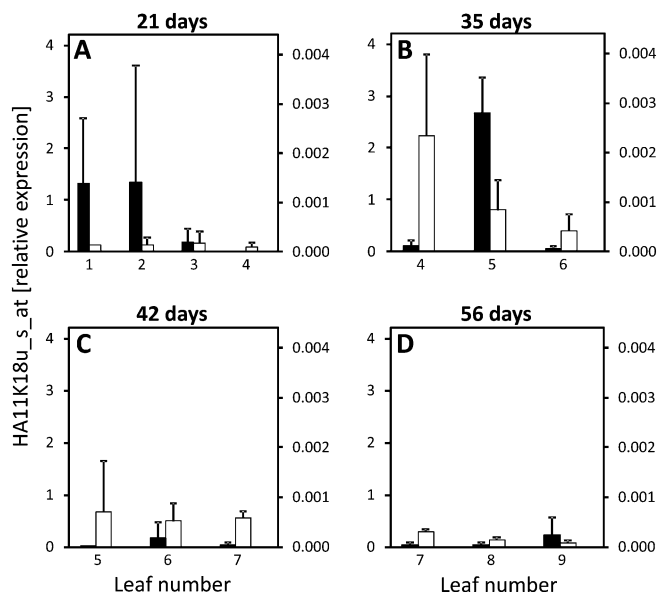 21 days
35 days
A
B
4
3
2
1
0
0.004
0.003
0.002
0.001
0.000
4
3
2
1
0
0.004
0.003
0.002
0.001
0.000
1 2 3 4
4 5 6
HA11K18u_s_at [relative expression]
42 days
56 days
C
D
4
3
2
1
0
0.004
0.003
0.002
0.001
0.000
4
3
2
1
0
0.004
0.003
0.002
0.001
0.000
5 6 7
7 8 9
Leaf number
Leaf number